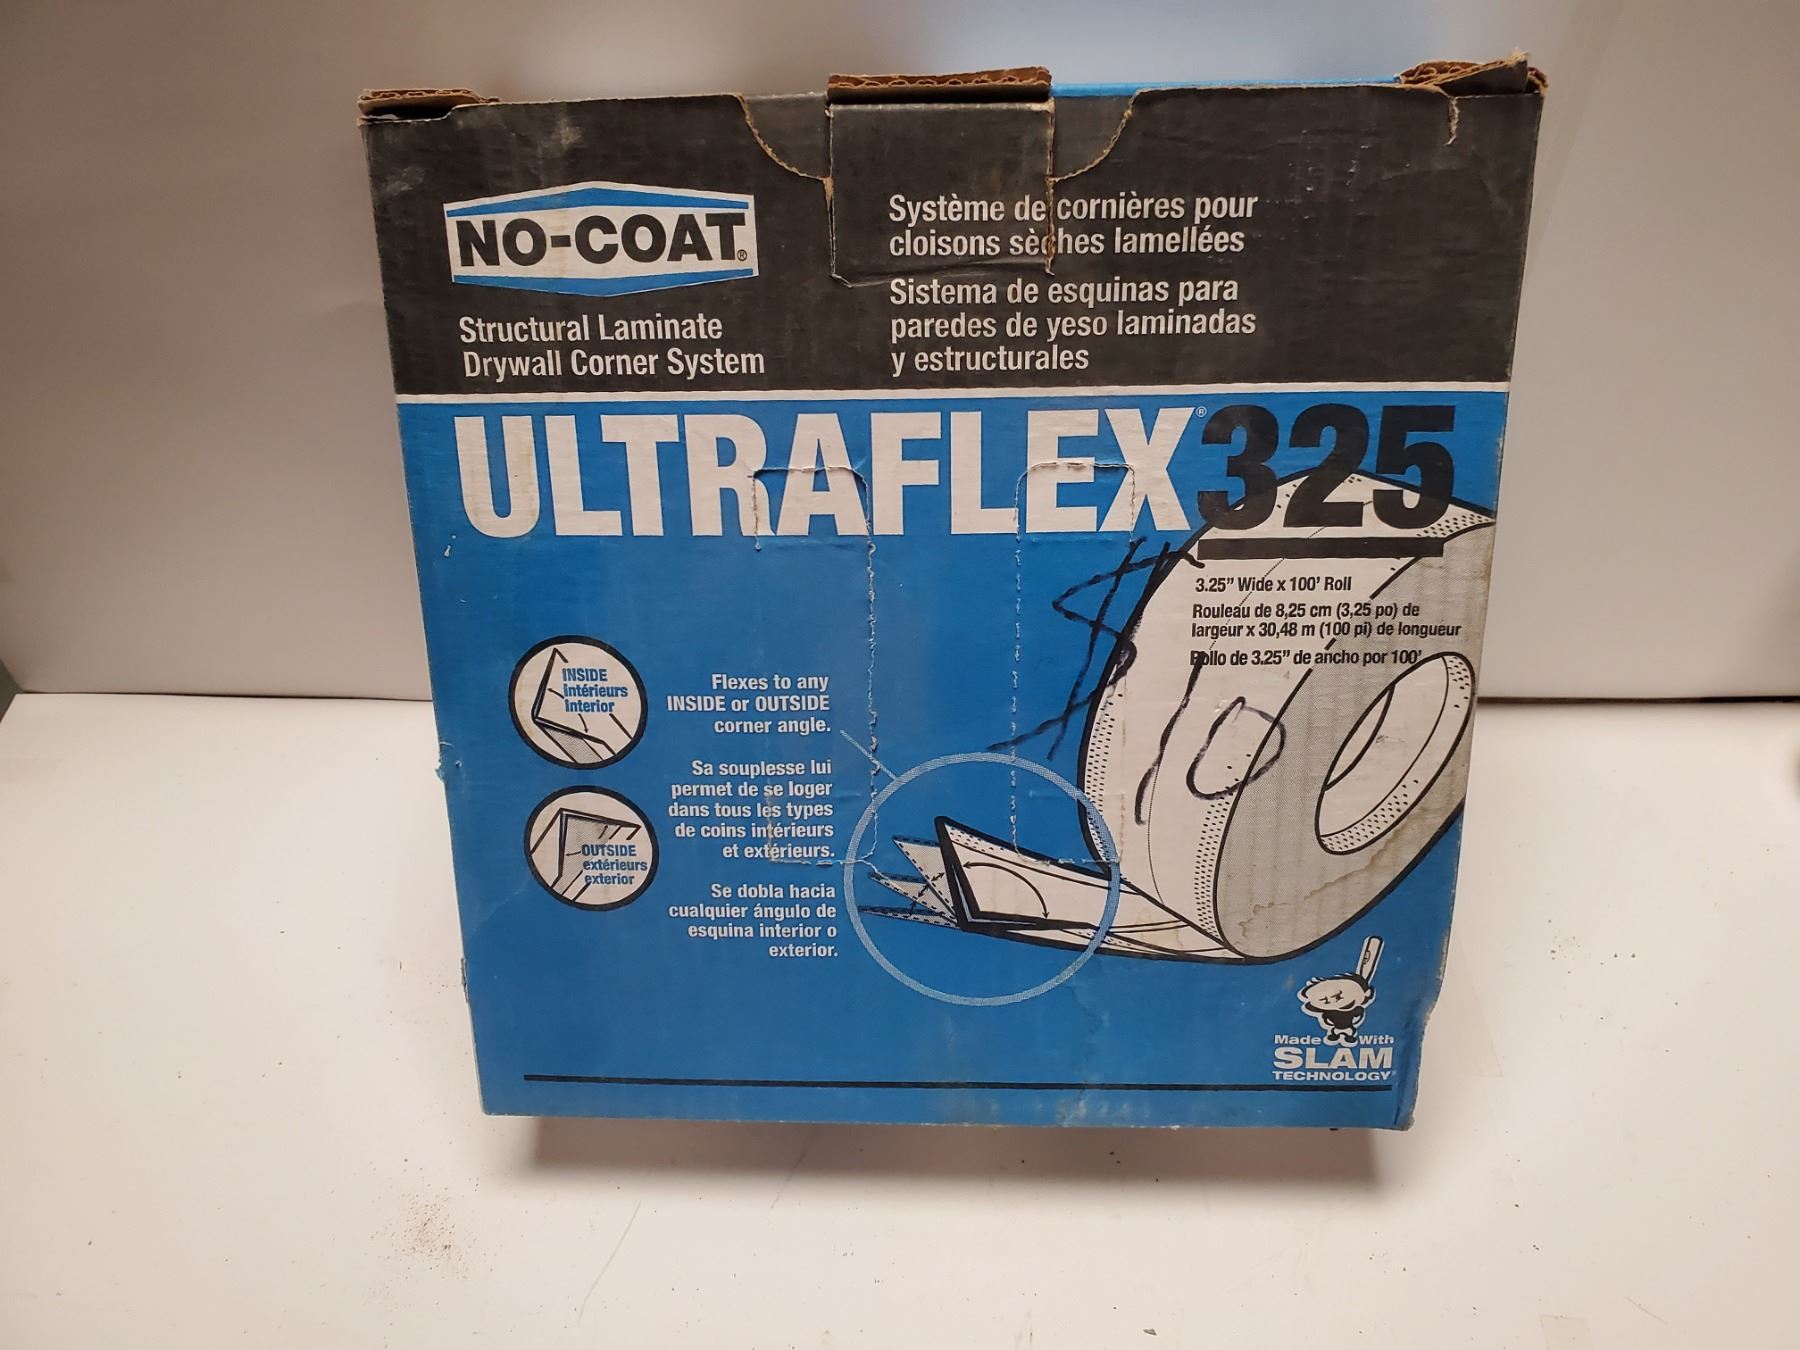 NO-COAT®
Structural Laminate
Drywall Corner System
Système de cornières pour
cloisons sèches lamellées
Sistema de esquinas para
paredes de yeso laminadas
y estructurales
ULTRAFLEX®325
3.25" Wide x 100' Roll
Rouleau de 8,25 cm (3,25 po) de
largeur x 30,48 m (100 pi) de longueur
Rollo de 3.25" de ancho por 100'
$10
INSIDE
intérieurs
interior
OUTSIDE
extérieurs
exterior
Flexes to any
INSIDE or OUTSIDE
corner angle.
Sa souplesse lui
permet de se loger
dans tous les types
de coins intérieurs
et extérieurs.
Se dobla hacia
cualquier ángulo de
esquina interior o
exterior.
Made With
SLAM
TECHNOLOGY